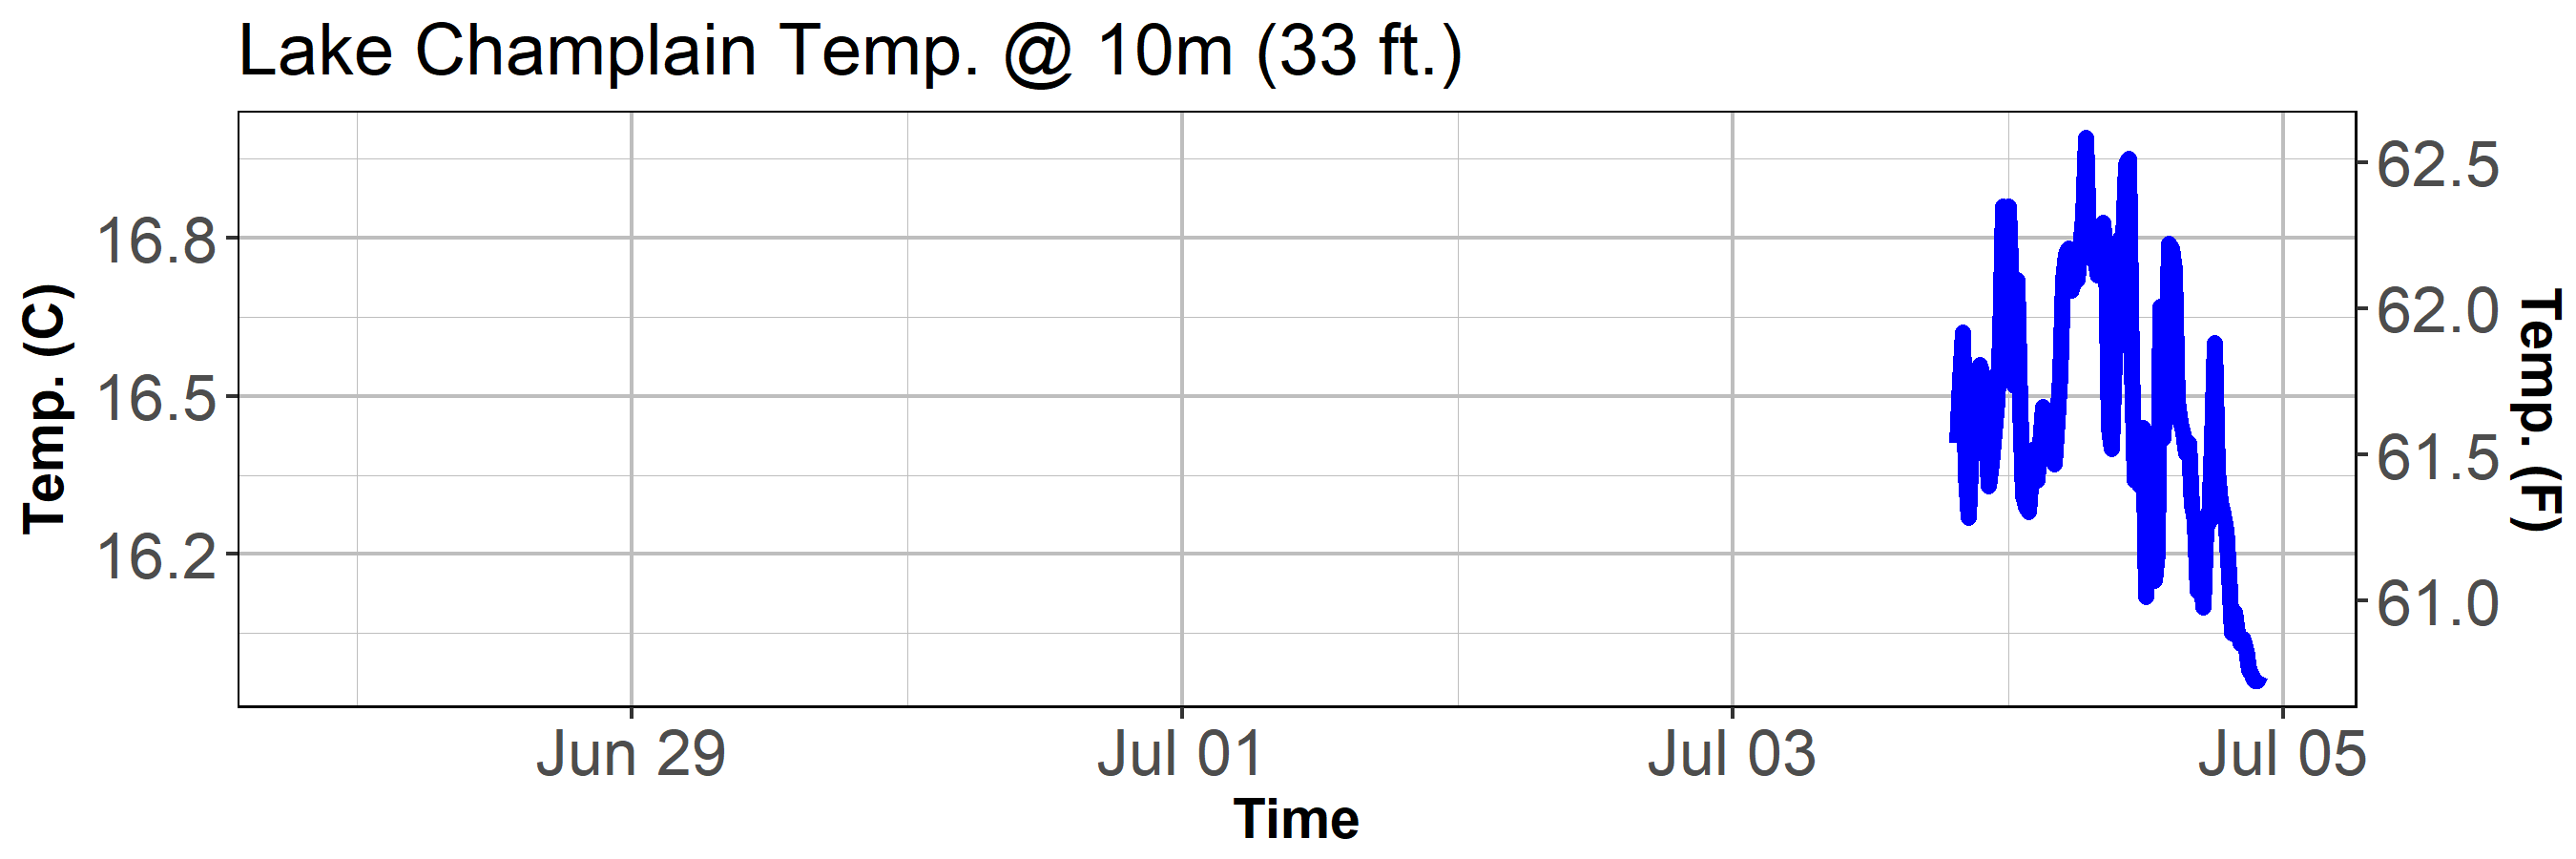 Lake Champlain Temp. @ 10m (33 ft.)
Temp. (C)
16.8
16.5
16.2
62.5
62.0
61.5
61.0
Temp. (F)
Jun 29 Jul 01 Jul 03 Jul 05
Time